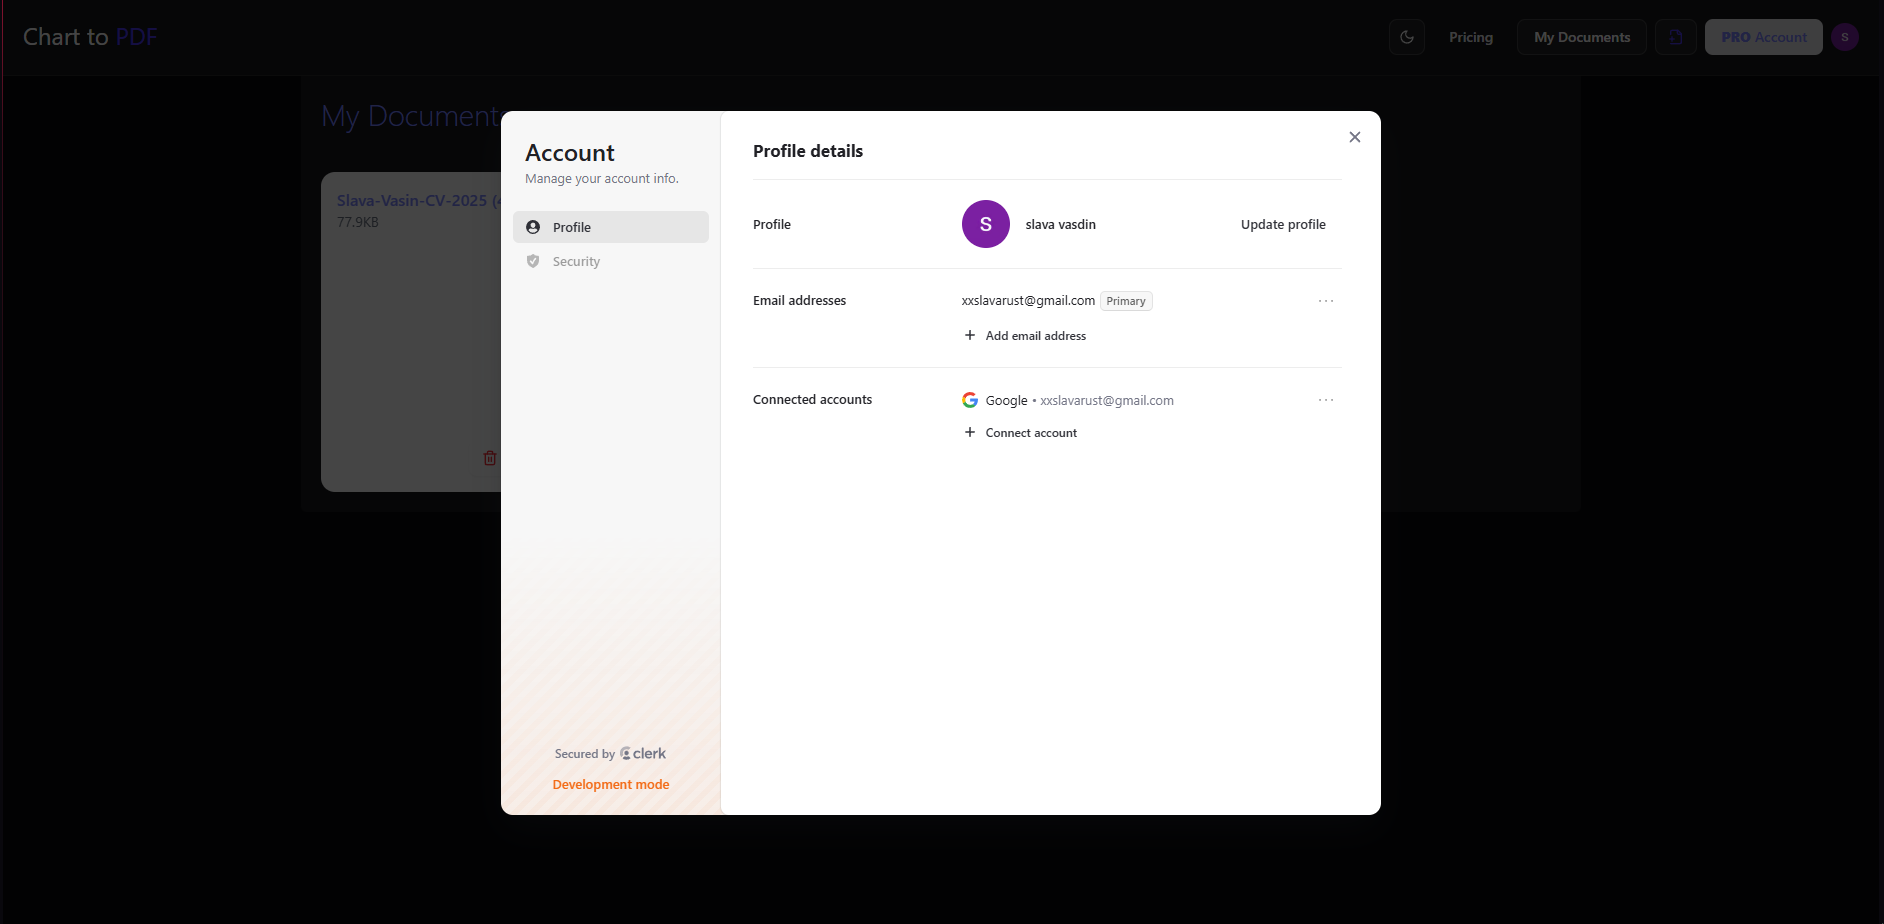 Chart to PDF
Pricing
My Documents
PRO Account
S
My Document
Slava-Vasin-CV-2025 (
77.9KB
Account
Manage your account info.
Profile
Security
Secured by clerk
Development mode
Profile details
Profile
S
slava vasdin
Update profile
Email addresses
xxslavarust@gmail.com Primary
Add email address
Connected accounts
Google • xxslavarust@gmail.com
Connect account